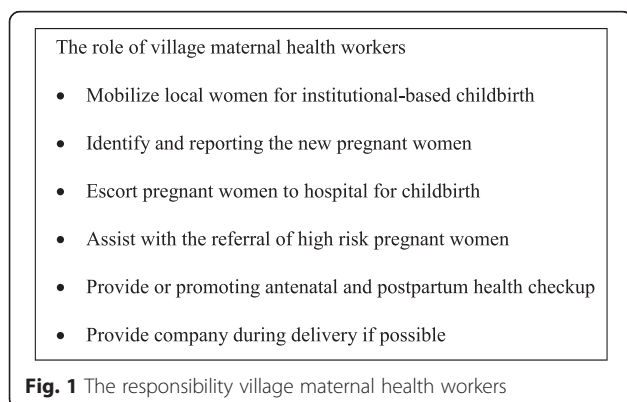 The role of village maternal health workers
• Mobilize local women for institutional-based childbirth
• Identify and reporting the new pregnant women
• Escort pregnant women to hospital for childbirth
• Assist with the referral of high risk pregnant women
• Provide or promoting antenatal and postpartum health checkup
• Provide company during delivery if possible
Fig. 1 The responsibility village maternal health workers